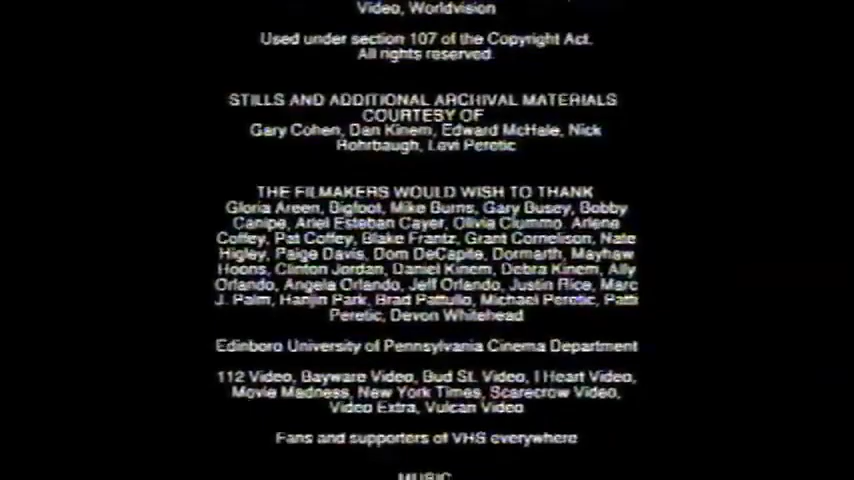 Video, Worldvision
Used under section 107 of the Copyright Act.
All rights reserved.
STILLS AND ADDITIONAL ARCHIVAL MATERIALS
COURTESY OF
Gary Cohen, Dan Kinem, Edward McHale, Nick
Rohrbaugh, Levi Peretic
THE FILMAKERS WOULD WISH TO THANK
Gloria Areen, Bigfoot, Mike Burns, Gary Busey, Bobby
Canipe, Ariel Esteban Cayer, Olivia Ciummo, Arlene
Coffey, Pat Coffey, Blake Frantz, Grant Cornelison, Nate
Higley, Paige Davis, Dom DeCapite, Dormarth, Mayhaw
Hoons, Clinton Jordan, Daniel Kinem, Debra Kinem, Ally
Orlando, Angela Orlando, Jeff Orlando, Justin Rice, Marc
J. Palm, Hanjin Park, Brad Pattullo, Michael Peretic, Patti
Peretic, Devon Whitehead
Edinboro University of Pennsylvania Cinema Department
112 Video, Bayware Video, Bud St. Video, I Heart Video,
Movie Madness, New York Times, Scarecrow Video,
Video Extra, Vulcan Video
Fans and supporters of VHS everywhere
MUSIC